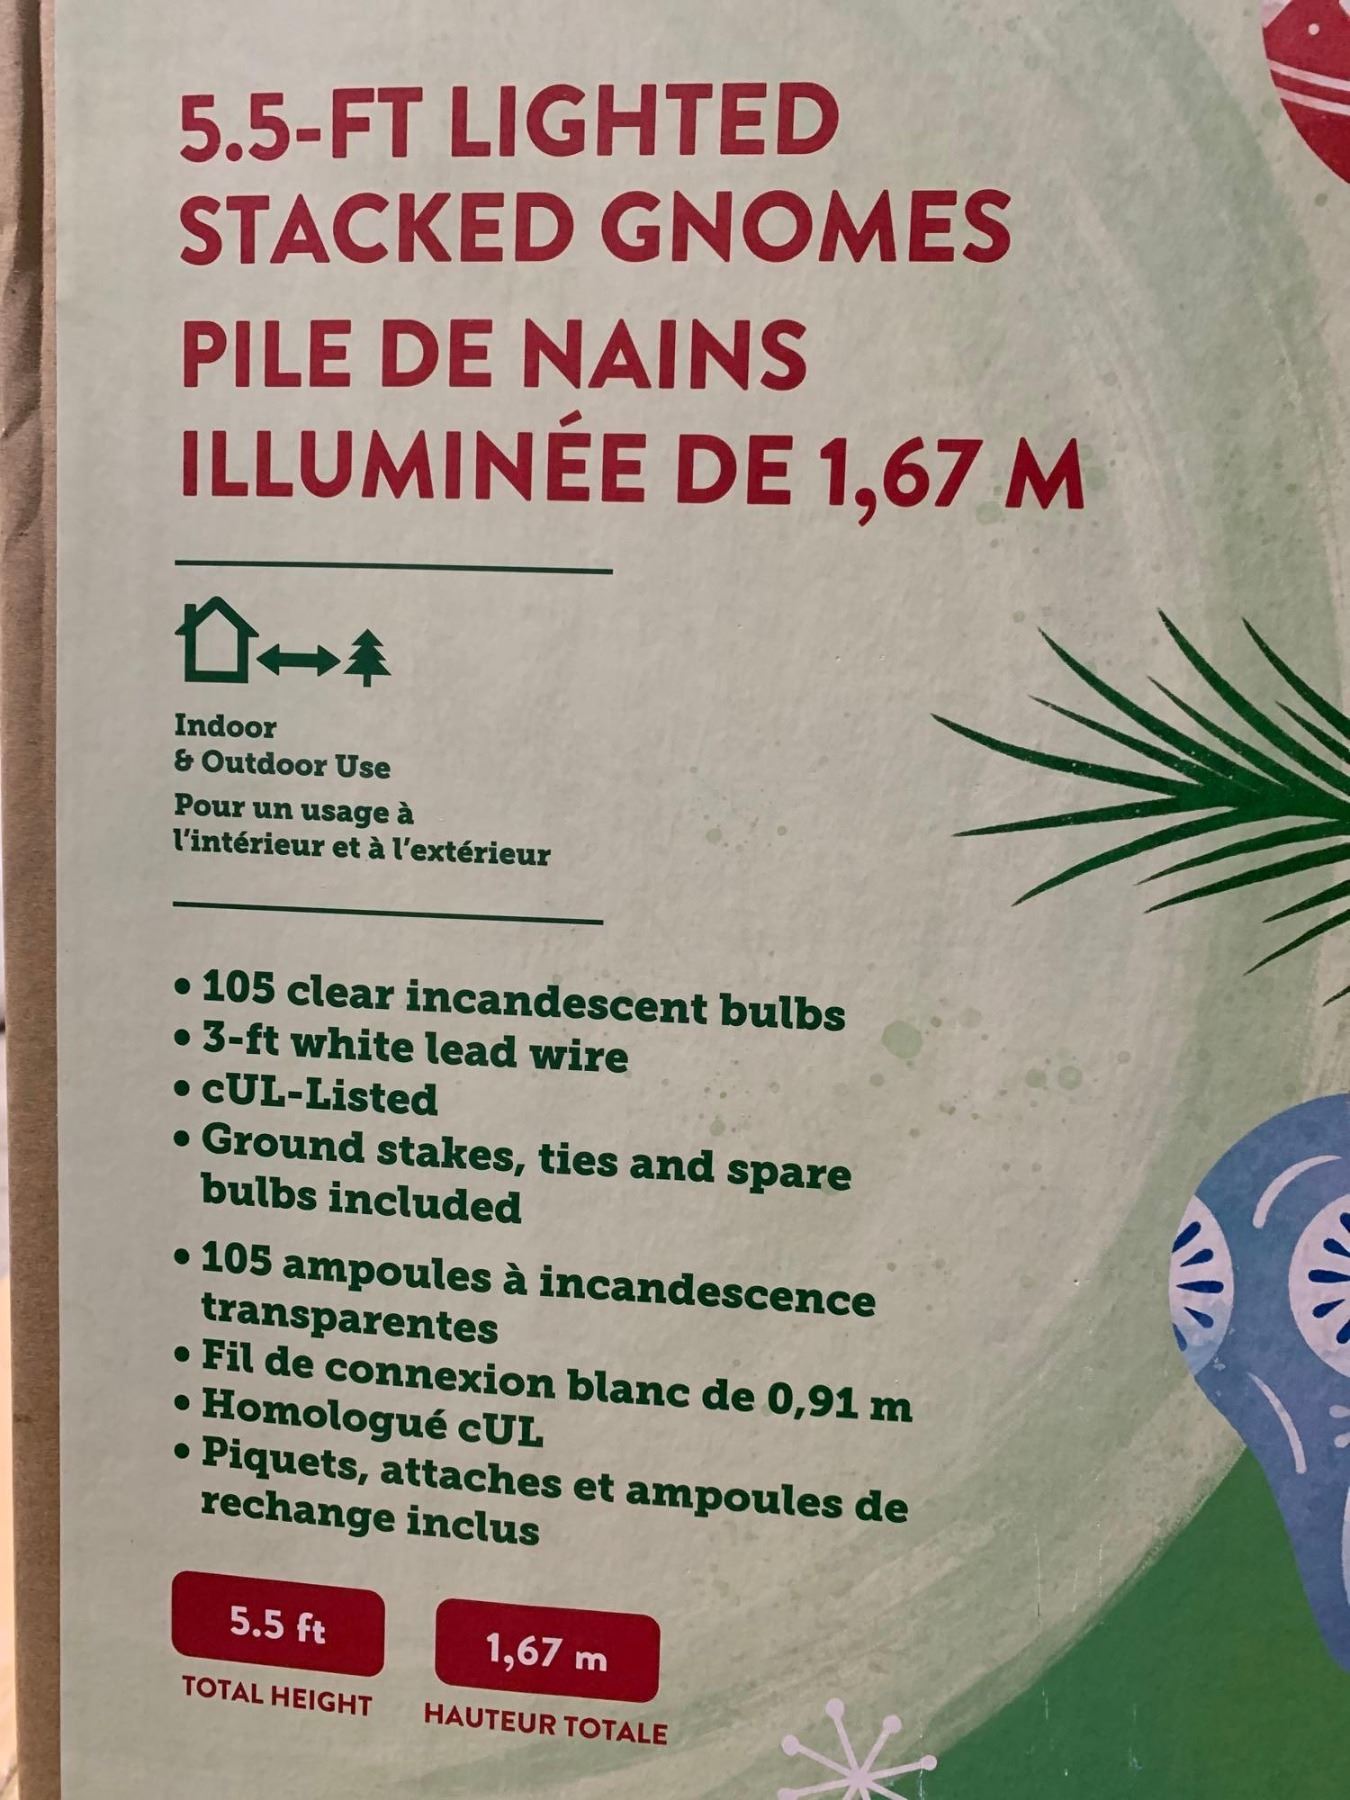 5.5-FT LIGHTED
STACKED GNOMES
PILE DE NAINS
ILLUMINÉE DE 1,67 M
Indoor
& Outdoor Use
Pour un usage à
l'intérieur et à l'extérieur
• 105 clear incandescent bulbs
• 3-ft white lead wire
• cUL-Listed
• Ground stakes, ties and spare
bulbs included
• 105 ampoules à incandescence
transparentes
• Fil de connexion blanc de 0,91 m
• Homologué cUL
• Piquets, attaches et ampoules de
rechange inclus
5.5 ft
TOTAL HEIGHT
1,67 m
HAUTEUR TOTALE